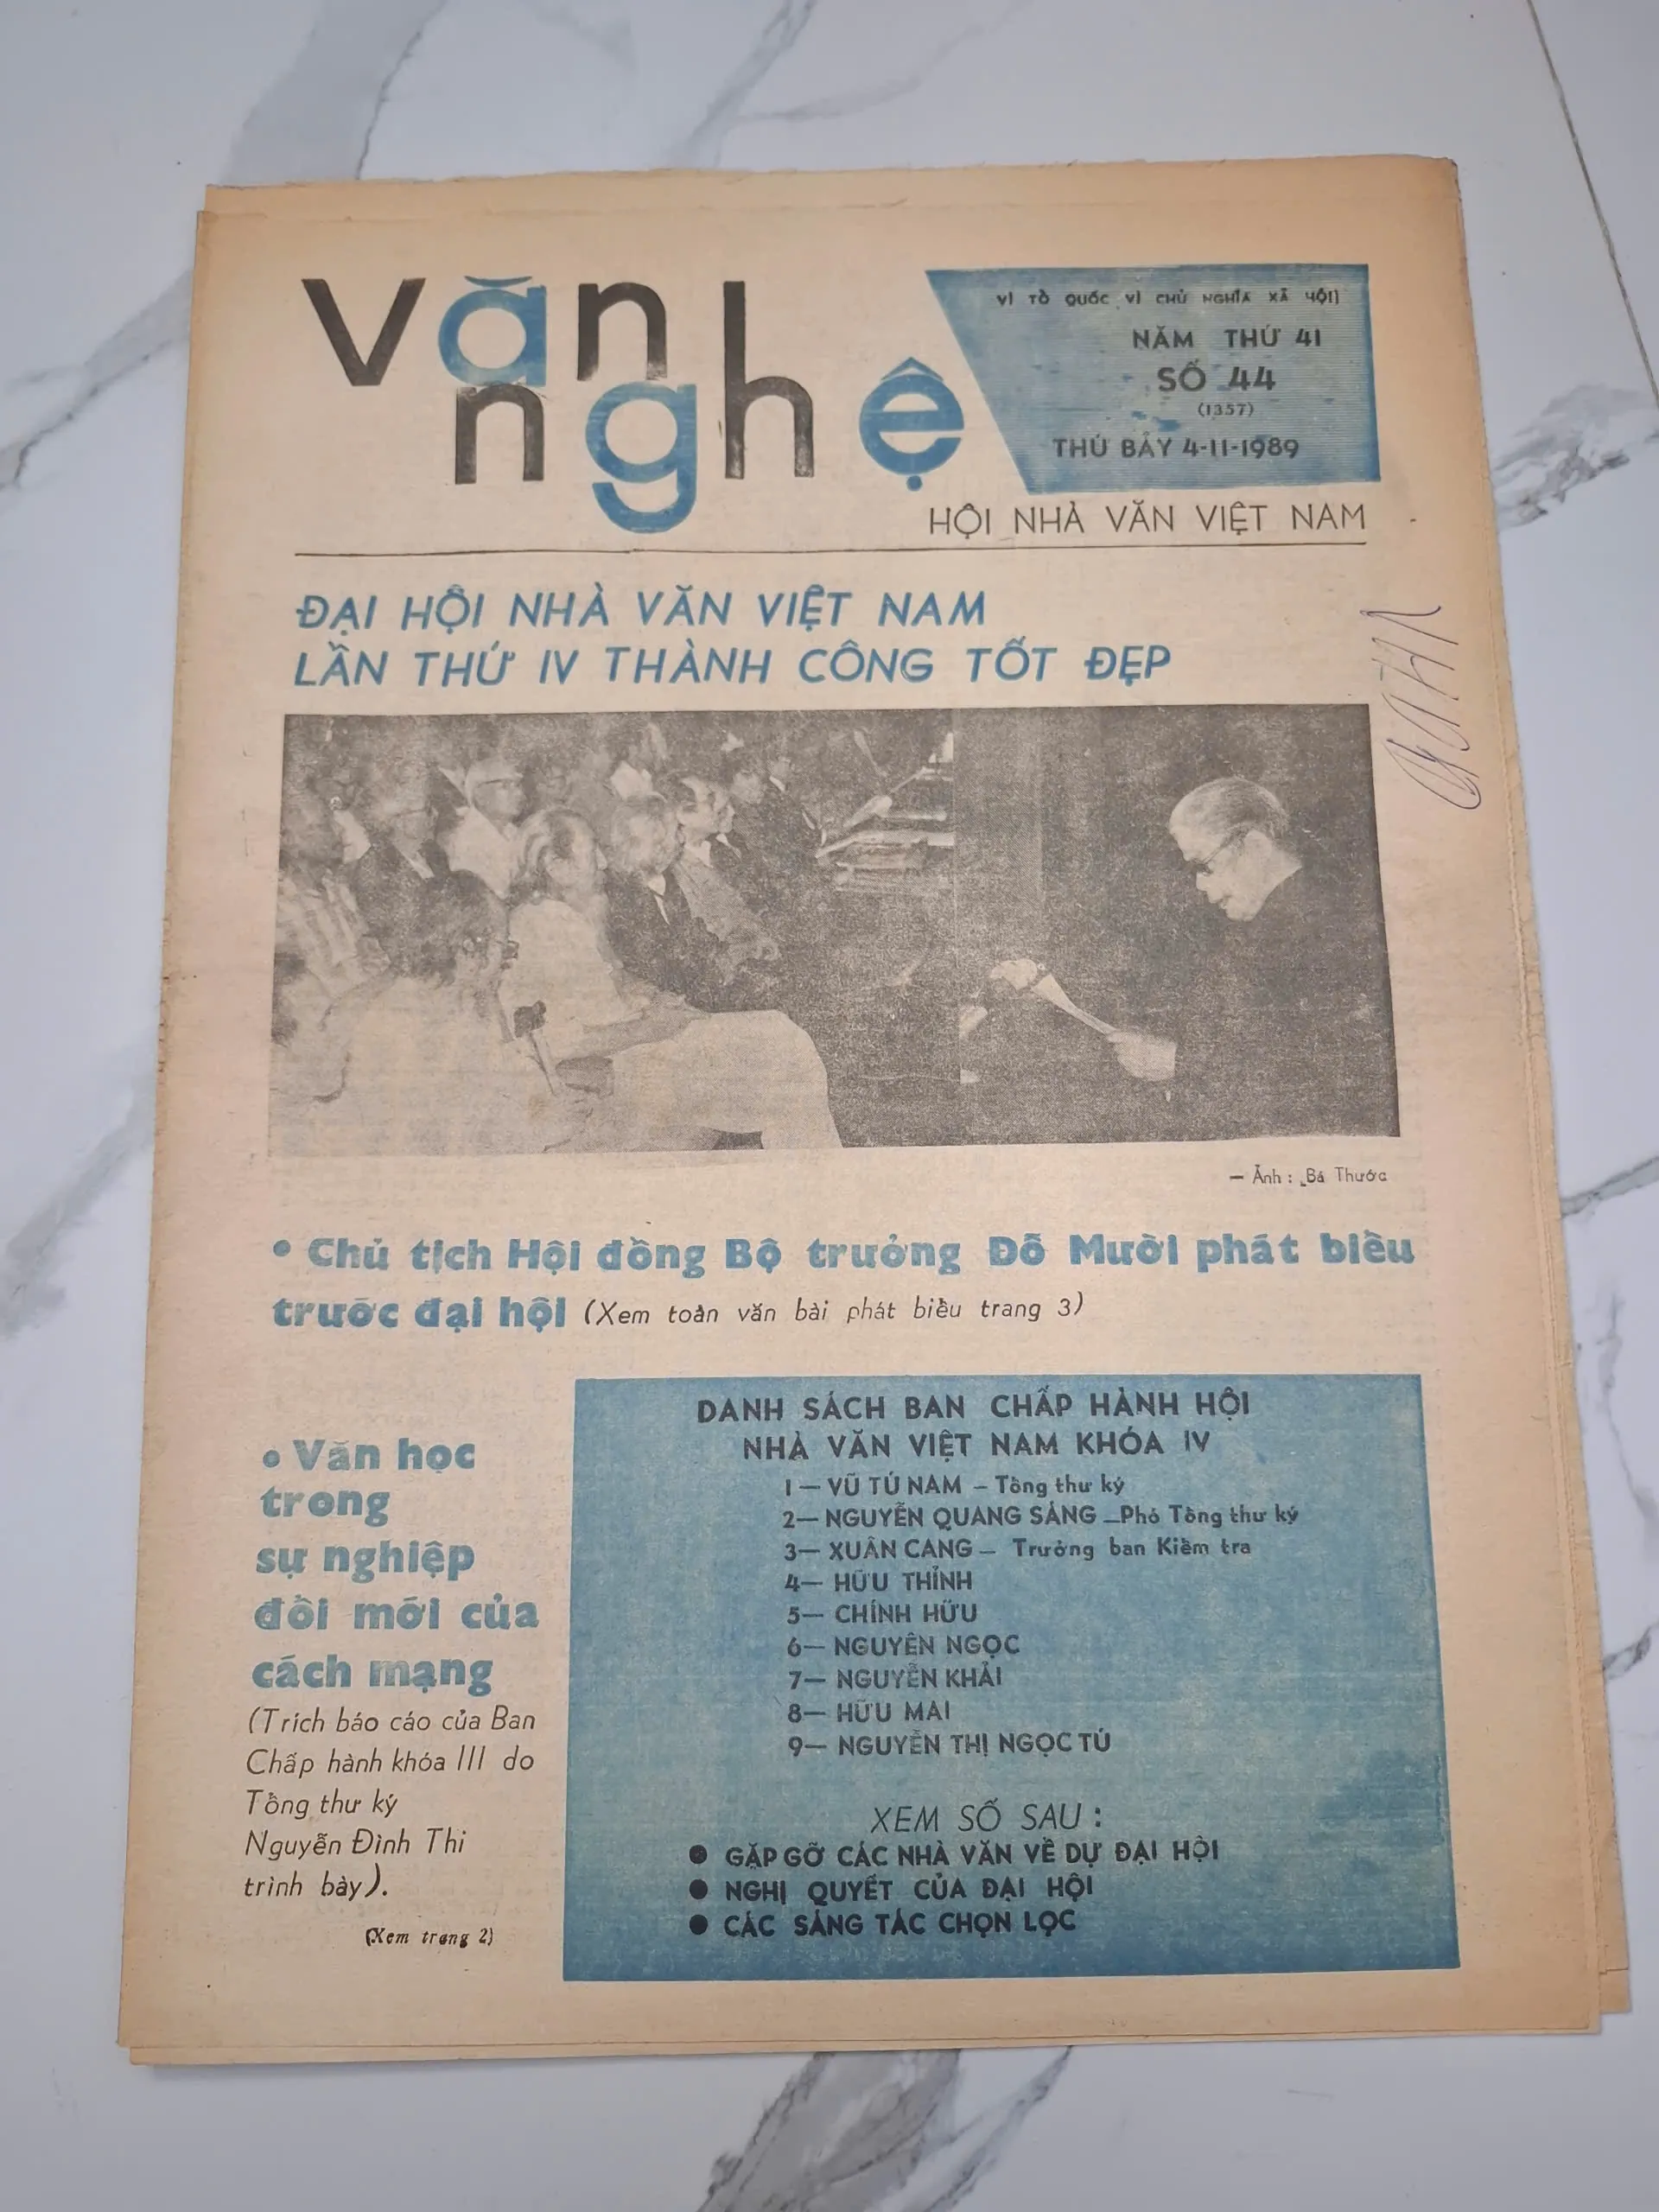 Văn
nghệ
VÌ TỔ QUỐC VÌ CHỦ NGHĨA XÃ HỘI
NĂM THỨ 41
SỐ 44
(1357)
THỨ BẢY 4-11-1989
HỘI NHÀ VĂN VIỆT NAM
ĐẠI HỘI NHÀ VĂN VIỆT NAM
LẦN THỨ IV THÀNH CÔNG TỐT ĐẸP
— Ảnh : Bá Thước
• Chủ tịch Hội đồng Bộ trưởng Đỗ Mười phát biểu
trước đại hội (Xem toàn văn bài phát biểu trang 3)
• Văn học
trong
sự nghiệp
đổi mới của
cách mạng
(Trích báo cáo của Ban
Chấp hành khóa III do
Tổng thư ký
Nguyễn Đình Thi
trình bày).
(Xem trang 2)
DANH SÁCH BAN CHẤP HÀNH HỘI
NHÀ VĂN VIỆT NAM KHÓA IV
1— VŨ TÚ NAM — Tổng thư ký
2— NGUYỄN QUANG SÁNG — Phó Tổng thư ký
3— XUÂN CANG — Trưởng ban Kiểm tra
4— HỮU THỈNH
5— CHÍNH HỮU
6— NGUYÊN NGỌC
7— NGUYỄN KHẢI
8— HỮU MAI
9— NGUYỄN THỊ NGỌC TÚ
XEM SỐ SAU :
● GẶP GỠ CÁC NHÀ VĂN VỀ DỰ ĐẠI HỘI
● NGHỊ QUYẾT CỦA ĐẠI HỘI
● CÁC SÁNG TÁC CHỌN LỌC